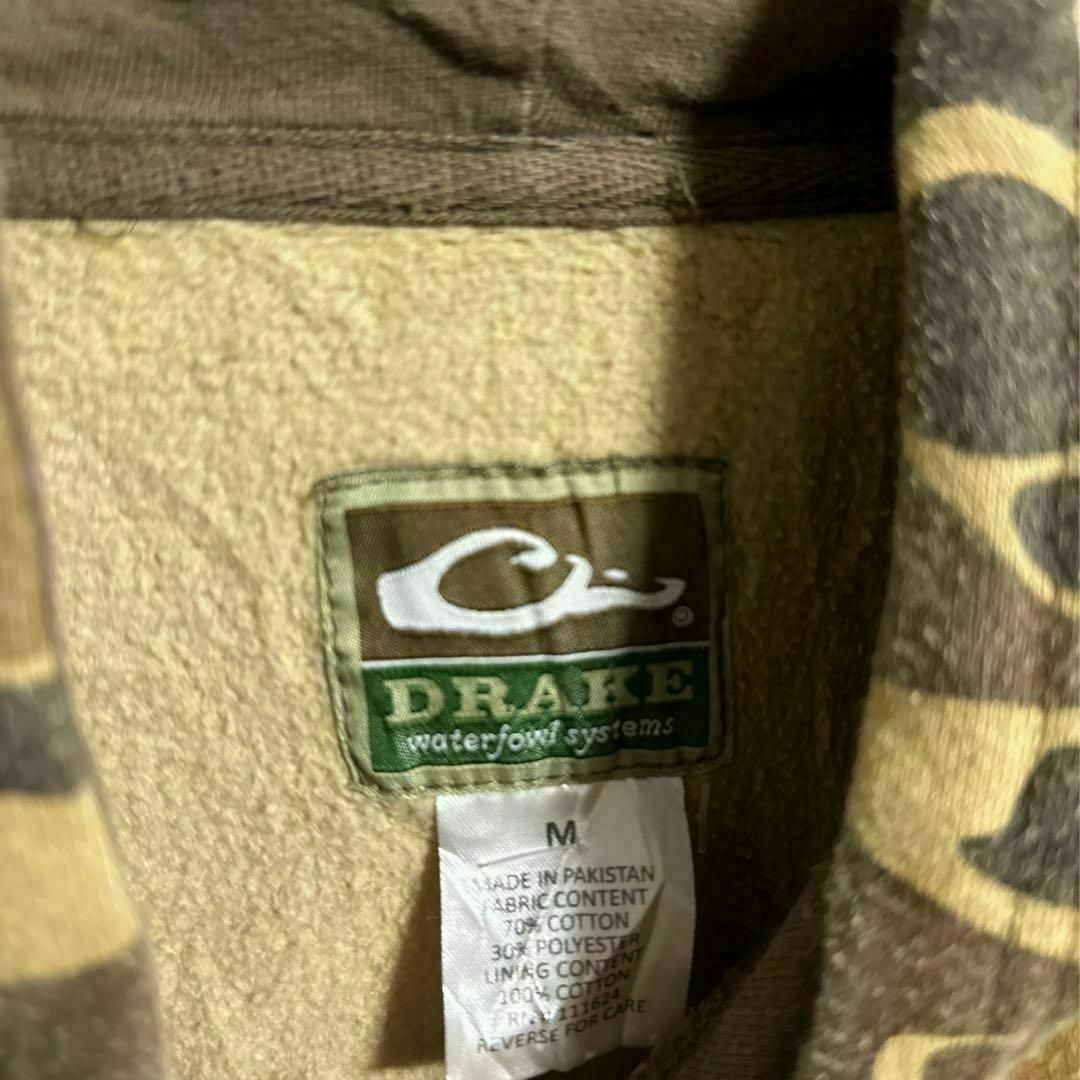 ®
DRAKE
waterfowl systems
M
MADE IN PAKISTAN
FABRIC CONTENT
70% COTTON
30% POLYESTER
LINING CONTENT
100% COTTON
RN# 111624
REVERSE FOR CARE